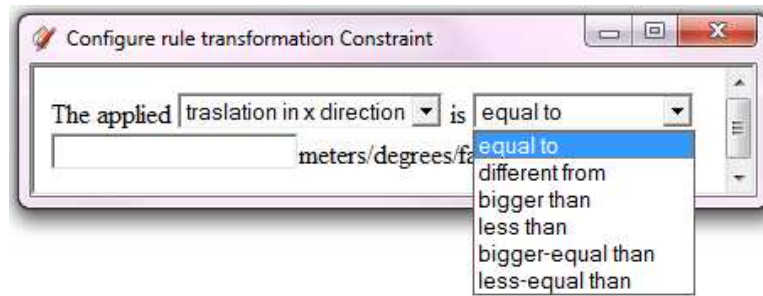 Configure rule transformation Constraint
The applied traslation in x direction is equal to
meters/degrees/fa
equal to
different from
bigger than
less than
bigger-equal than
less-equal than